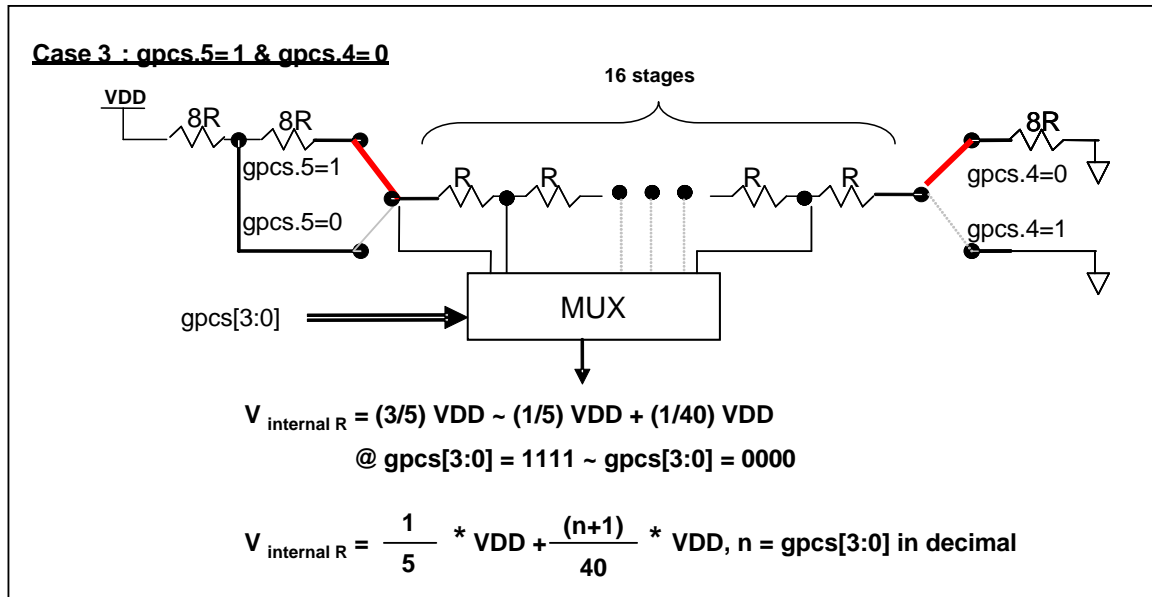 Case 3 : gpcs.5= 1 & gpcs.4= 0
16 stages
VDD
8R
8R
8R
gpcs.5=1
gpcs.4=0
R
R
R
R
gpcs.5=0
gpcs.4=1
gpcs[3:0]
MUX
V internal R = (3/5) VDD ~ (1/5) VDD + (1/40) VDD
@ gpcs[3:0] = 1111 ~ gpcs[3:0] = 0000
V internal R = 1/5 * VDD + (n+1)/40 * VDD, n = gpcs[3:0] in decimal